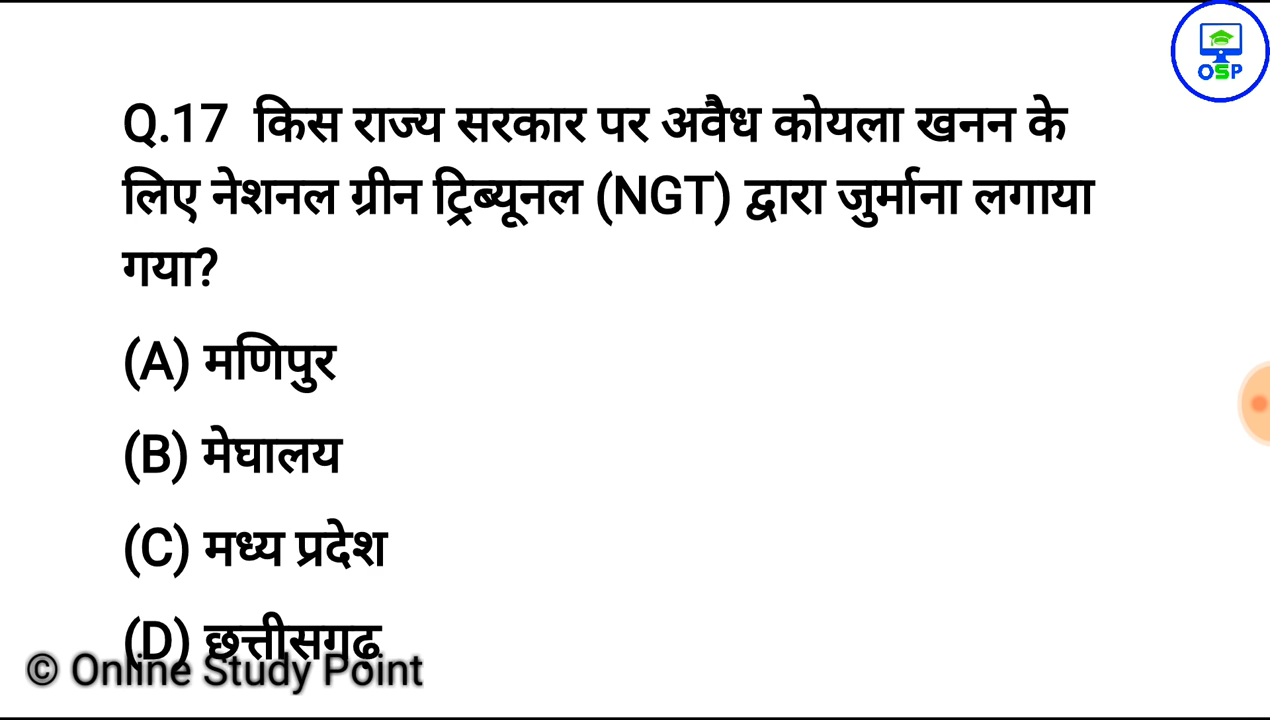 OSP
Q.17 किस राज्य सरकार पर अवैध कोयला खनन के
लिए नेशनल ग्रीन ट्रिब्यूनल (NGT) द्वारा जुर्माना लगाया
गया?
(A) मणिपुर
(B) मेघालय
(C) मध्य प्रदेश
(D) छत्तीसगढ़
© Online Study Point